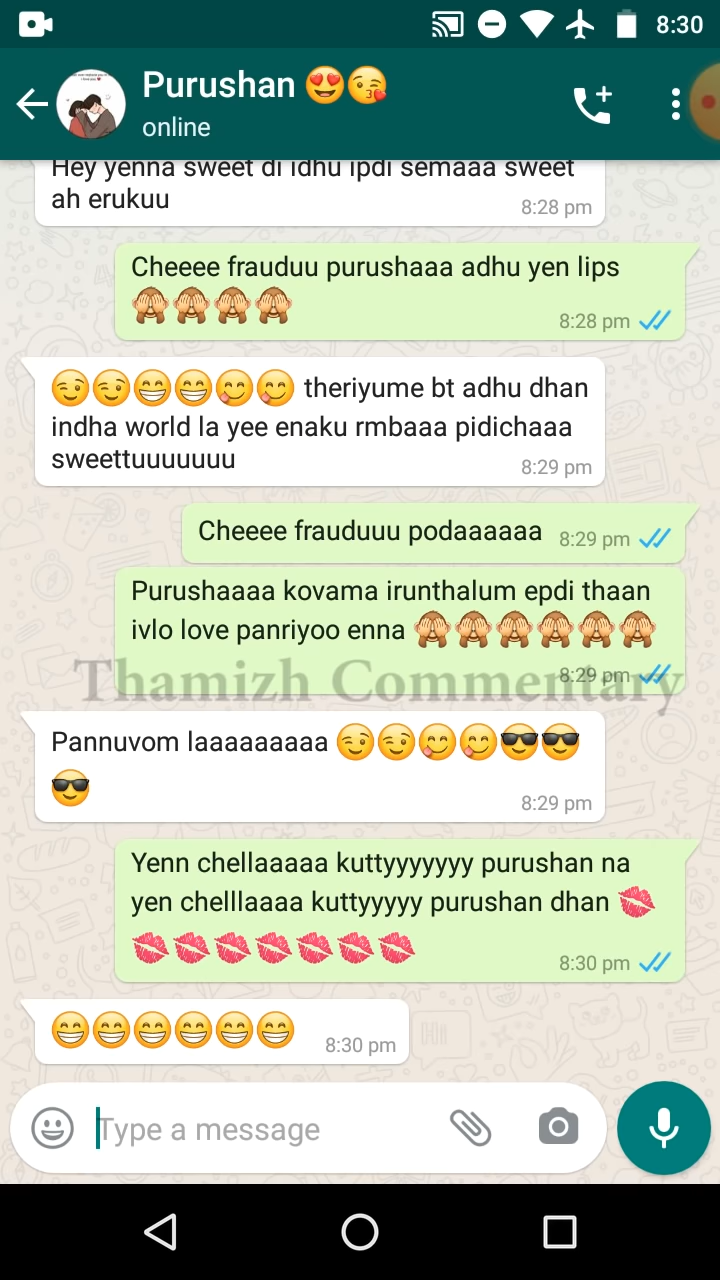 8:30
Purushan 😍😘
online
Hey yenna sweet di idhu ipdi semaaa sweet
ah erukuu
8:28 pm
Cheeee frauduu purushaaa adhu yen lips
🙈🙈🙈🙈
8:28 pm
😉😉😁😁😋😋 theriyume bt adhu dhan
indha world la yee enaku rmbaaa pidichaaa
sweettuuuuuuu
8:29 pm
Cheeee frauduuu podaaaaaa 8:29 pm
Purushaaaa kovama irunthalum epdi thaan
ivlo love panriyoo enna 🙈🙈🙈🙈🙈🙈
8:29 pm
Thamizh Commentary
Pannuvom laaaaaaaaa 😉😉😋😋😎😎
😎
8:29 pm
Yenn chellaaaaa kuttyyyyyyy purushan na
yen chelllaaaa kuttyyyyy purushan dhan 💋
💋💋💋💋💋💋💋
8:30 pm
😁😁😁😁😁😁 8:30 pm
Type a message